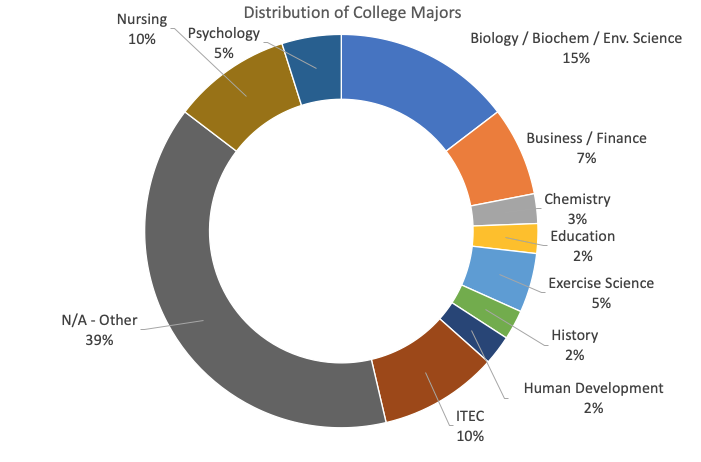 Distribution of College Majors
Nursing
10%
Psychology
5%
Biology / Biochem / Env. Science
15%
Business / Finance
7%
Chemistry
3%
Education
2%
Exercise Science
5%
History
2%
Human Development
2%
ITEC
10%
N/A - Other
39%